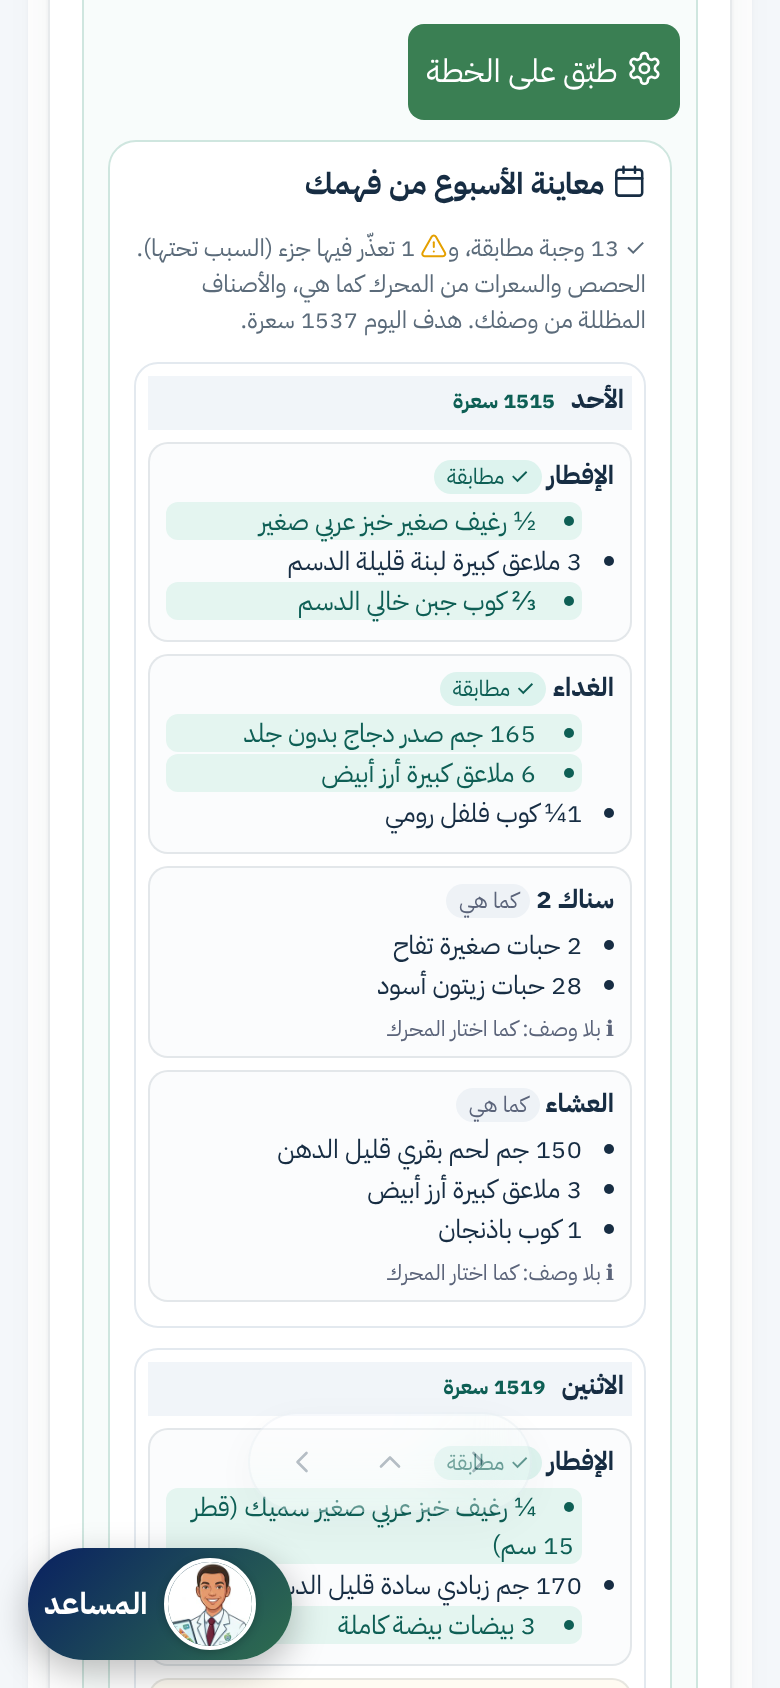 طبّق على الخطة
معاينة الأسبوع من فهمك
✓ 13 وجبة مطابقة، و⚠ 1 تعذّر فيها جزء (السبب تحتها).
الحصص والسعرات من المحرك كما هي، والأصناف
المظللة من وصفك. هدف اليوم 1537 سعرة.
الأحد 1515 سعرة
الإفطار ✓ مطابقة
• ½ رغيف صغير خبز عربي صغير
• 3 ملاعق كبيرة لبنة قليلة الدسم
• ⅔ كوب جبن خالي الدسم
الغداء ✓ مطابقة
• 165 جم صدر دجاج بدون جلد
• 6 ملاعق كبيرة أرز أبيض
• 1¼ كوب فلفل رومي
سناك 2 كما هي
• 2 حبات صغيرة تفاح
• 28 حبات زيتون أسود
ℹ بلا وصف: كما اختار المحرك
العشاء كما هي
• 150 جم لحم بقري قليل الدهن
• 3 ملاعق كبيرة أرز أبيض
• 1 كوب باذنجان
ℹ بلا وصف: كما اختار المحرك
الاثنين 1519 سعرة
الإفطار ✓ مطابقة
• ¼ رغيف خبز عربي صغير سميك (قطر
15 سم)
• 170 جم زبادي سادة قليل
• 3 بيضات بيضة كاملة
المساعد